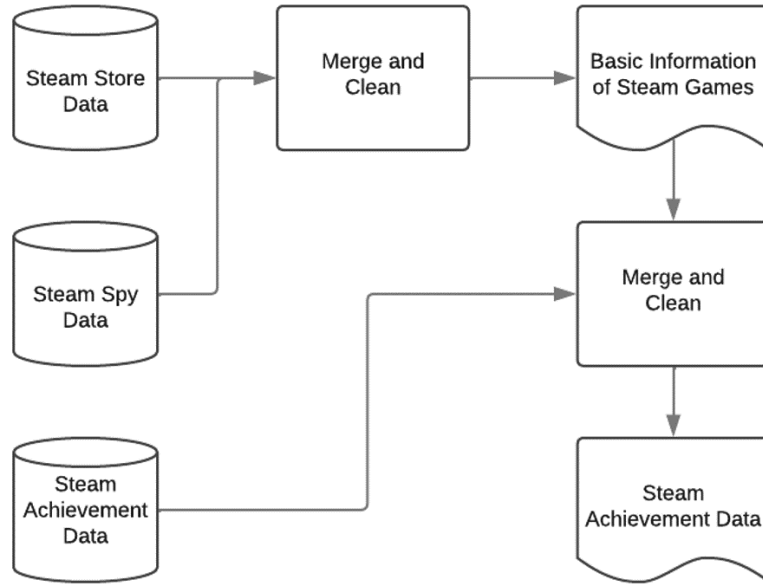 Steam Store
Data
Merge and
Clean
Basic Information
of Steam Games
Steam Spy
Data
Merge and
Clean
Steam
Achievement
Data
Steam
Achievement Data